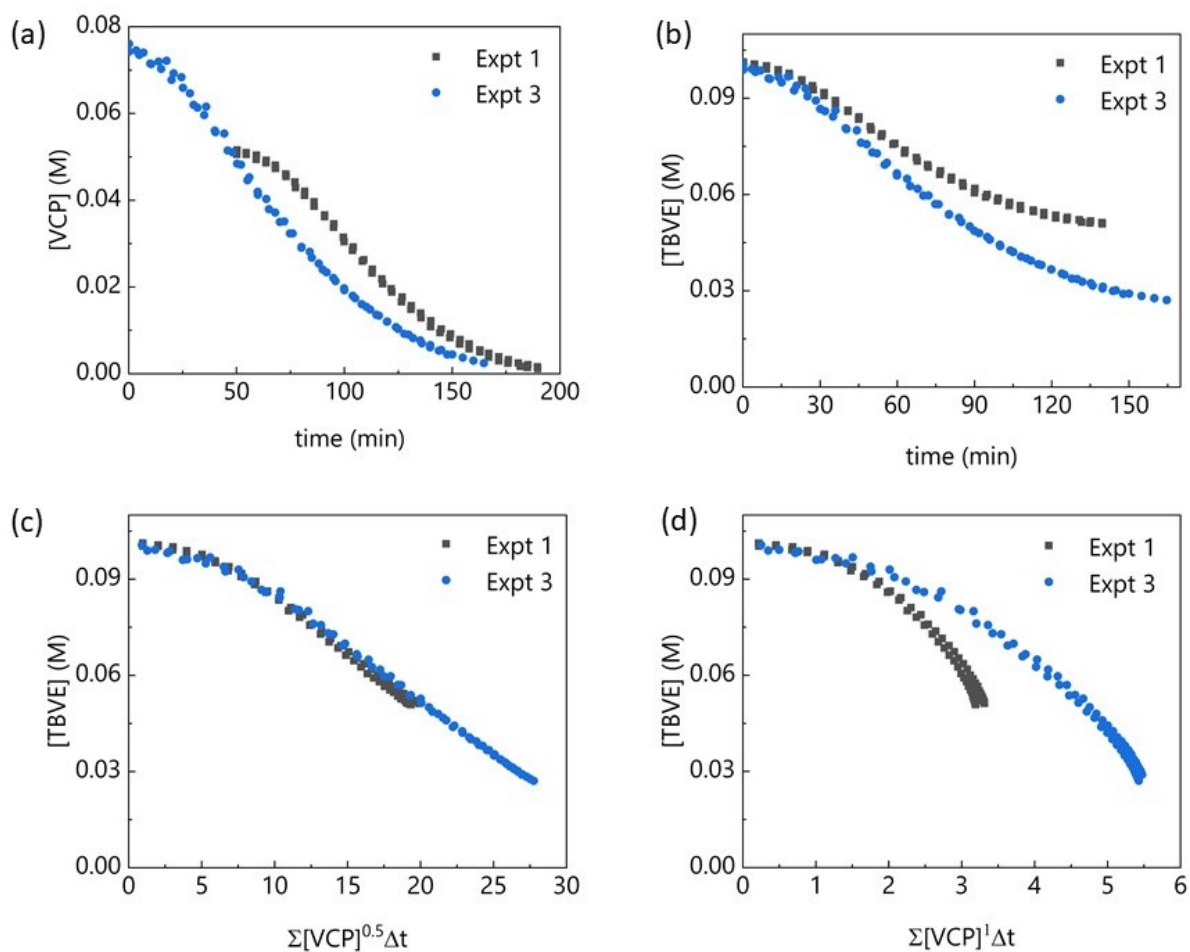 (a)
[VCP] (M)
0.08
0.06
0.04
0.02
0.00
Expt 1
Expt 3
0 50 100 150 200
time (min)
(b)
[TBVE] (M)
0.09
0.06
0.03
0.00
Expt 1
Expt 3
0 30 60 90 120 150
time (min)
(c)
[TBVE] (M)
0.09
0.06
0.03
0.00
Expt 1
Expt 3
0 5 10 15 20 25 30
Σ[VCP]^0.5Δt
(d)
[TBVE] (M)
0.09
0.06
0.03
0.00
Expt 1
Expt 3
0 1 2 3 4 5 6
Σ[VCP]^1Δt